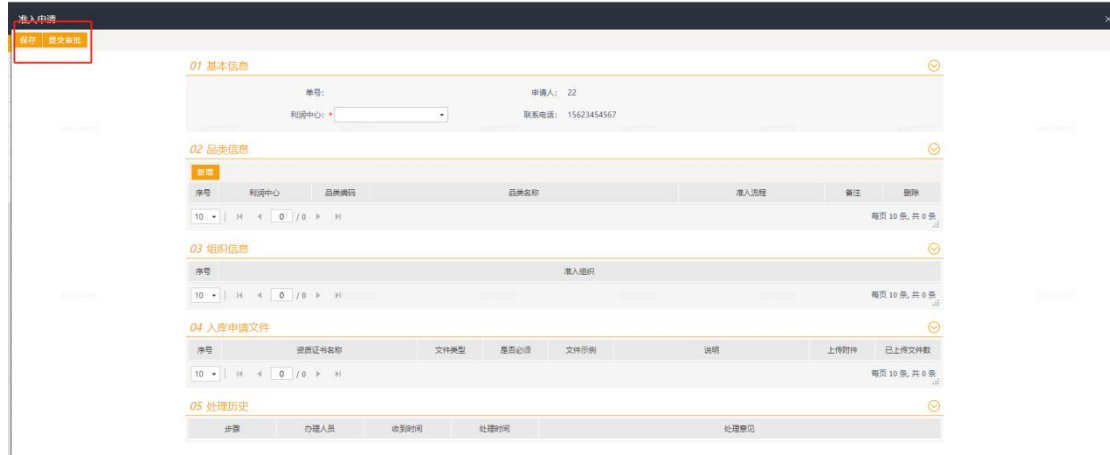 准入申请 ×
保存 提交审批
01 基本信息
单号: 申请人: 22
利润中心: * 联系电话: 15623454567
02 品类信息
新增
序号 利润中心 品类编码 品类名称 准入流程 备注 删除
10 0 / 0 每页 10 条, 共 0 条
03 组织信息
序号 准入组织
10 0 / 0 每页 10 条, 共 0 条
04 入库申请文件
序号 资质证书名称 文件类型 是否必须 文件示例 说明 上传附件 已上传文件数
10 0 / 0 每页 10 条, 共 0 条
05 处理历史
步骤 办理人员 收到时间 处理时间 处理意见